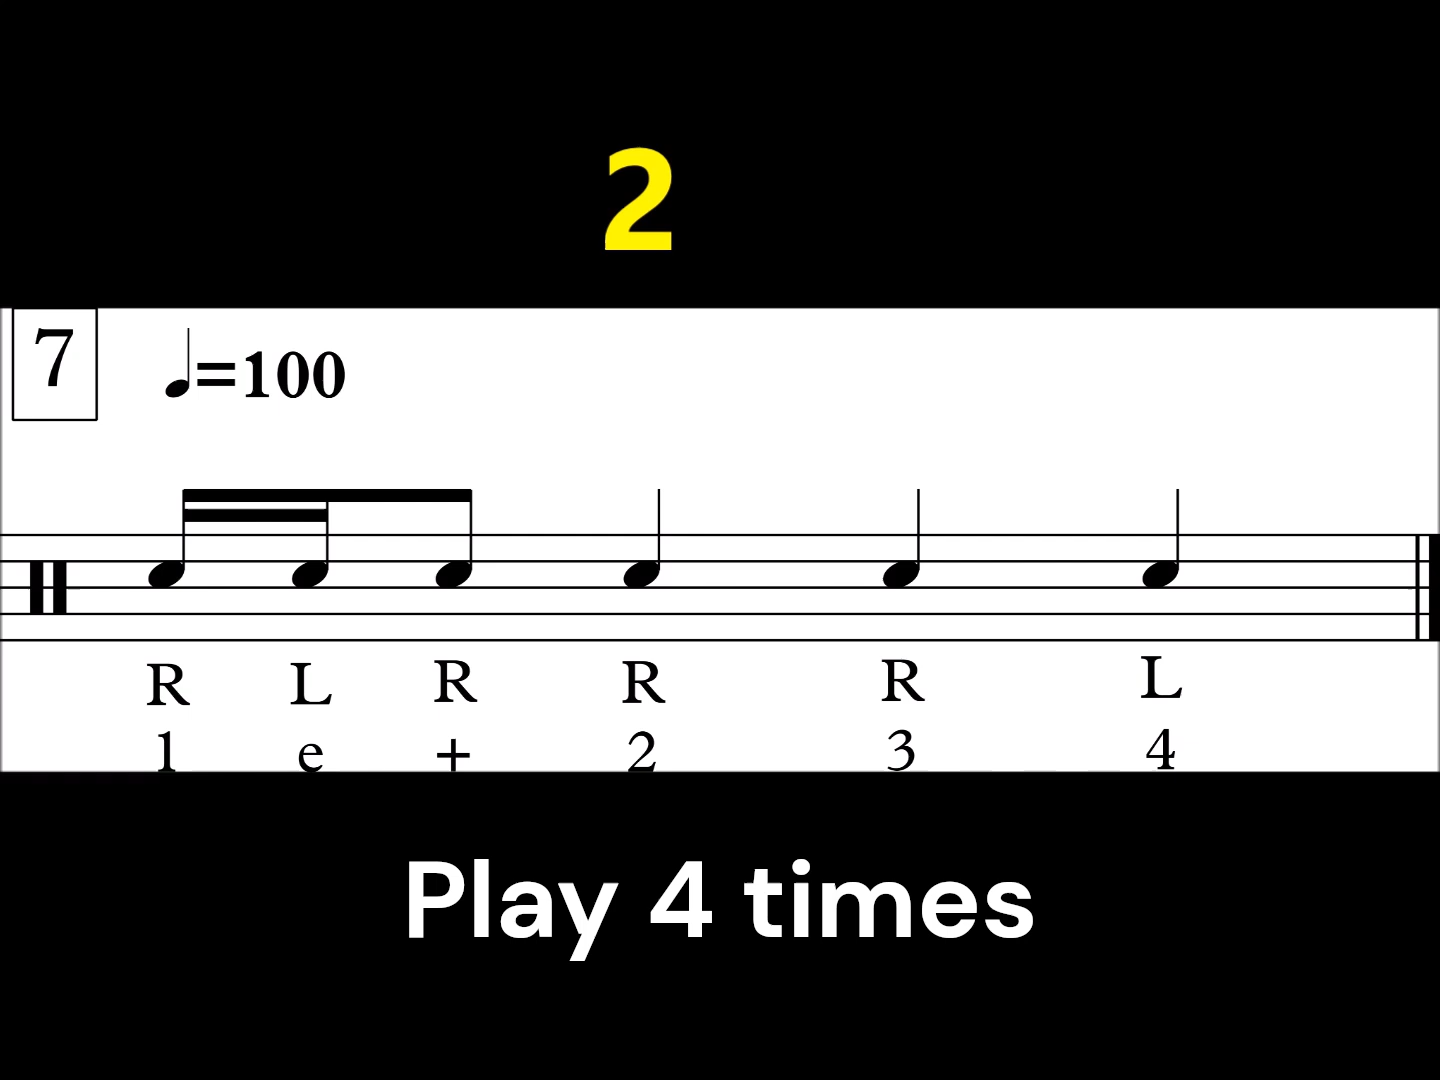 2
7 ♩=100
R L R R R L
1 e + 2 3 4
Play 4 times